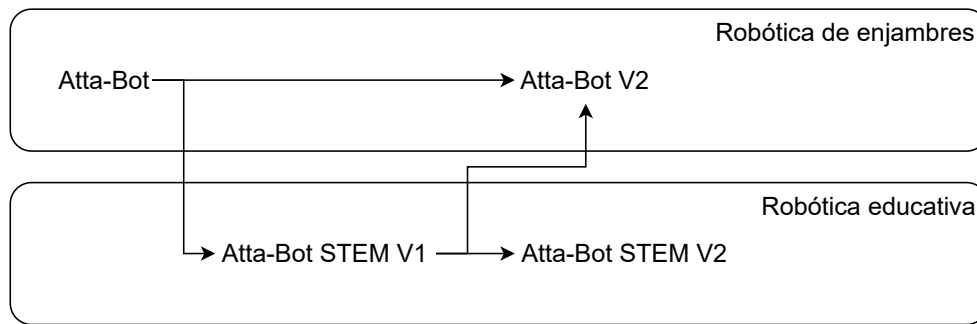 Robótica de enjambres
Atta-Bot
Atta-Bot V2
Robótica educativa
Atta-Bot STEM V1
Atta-Bot STEM V2